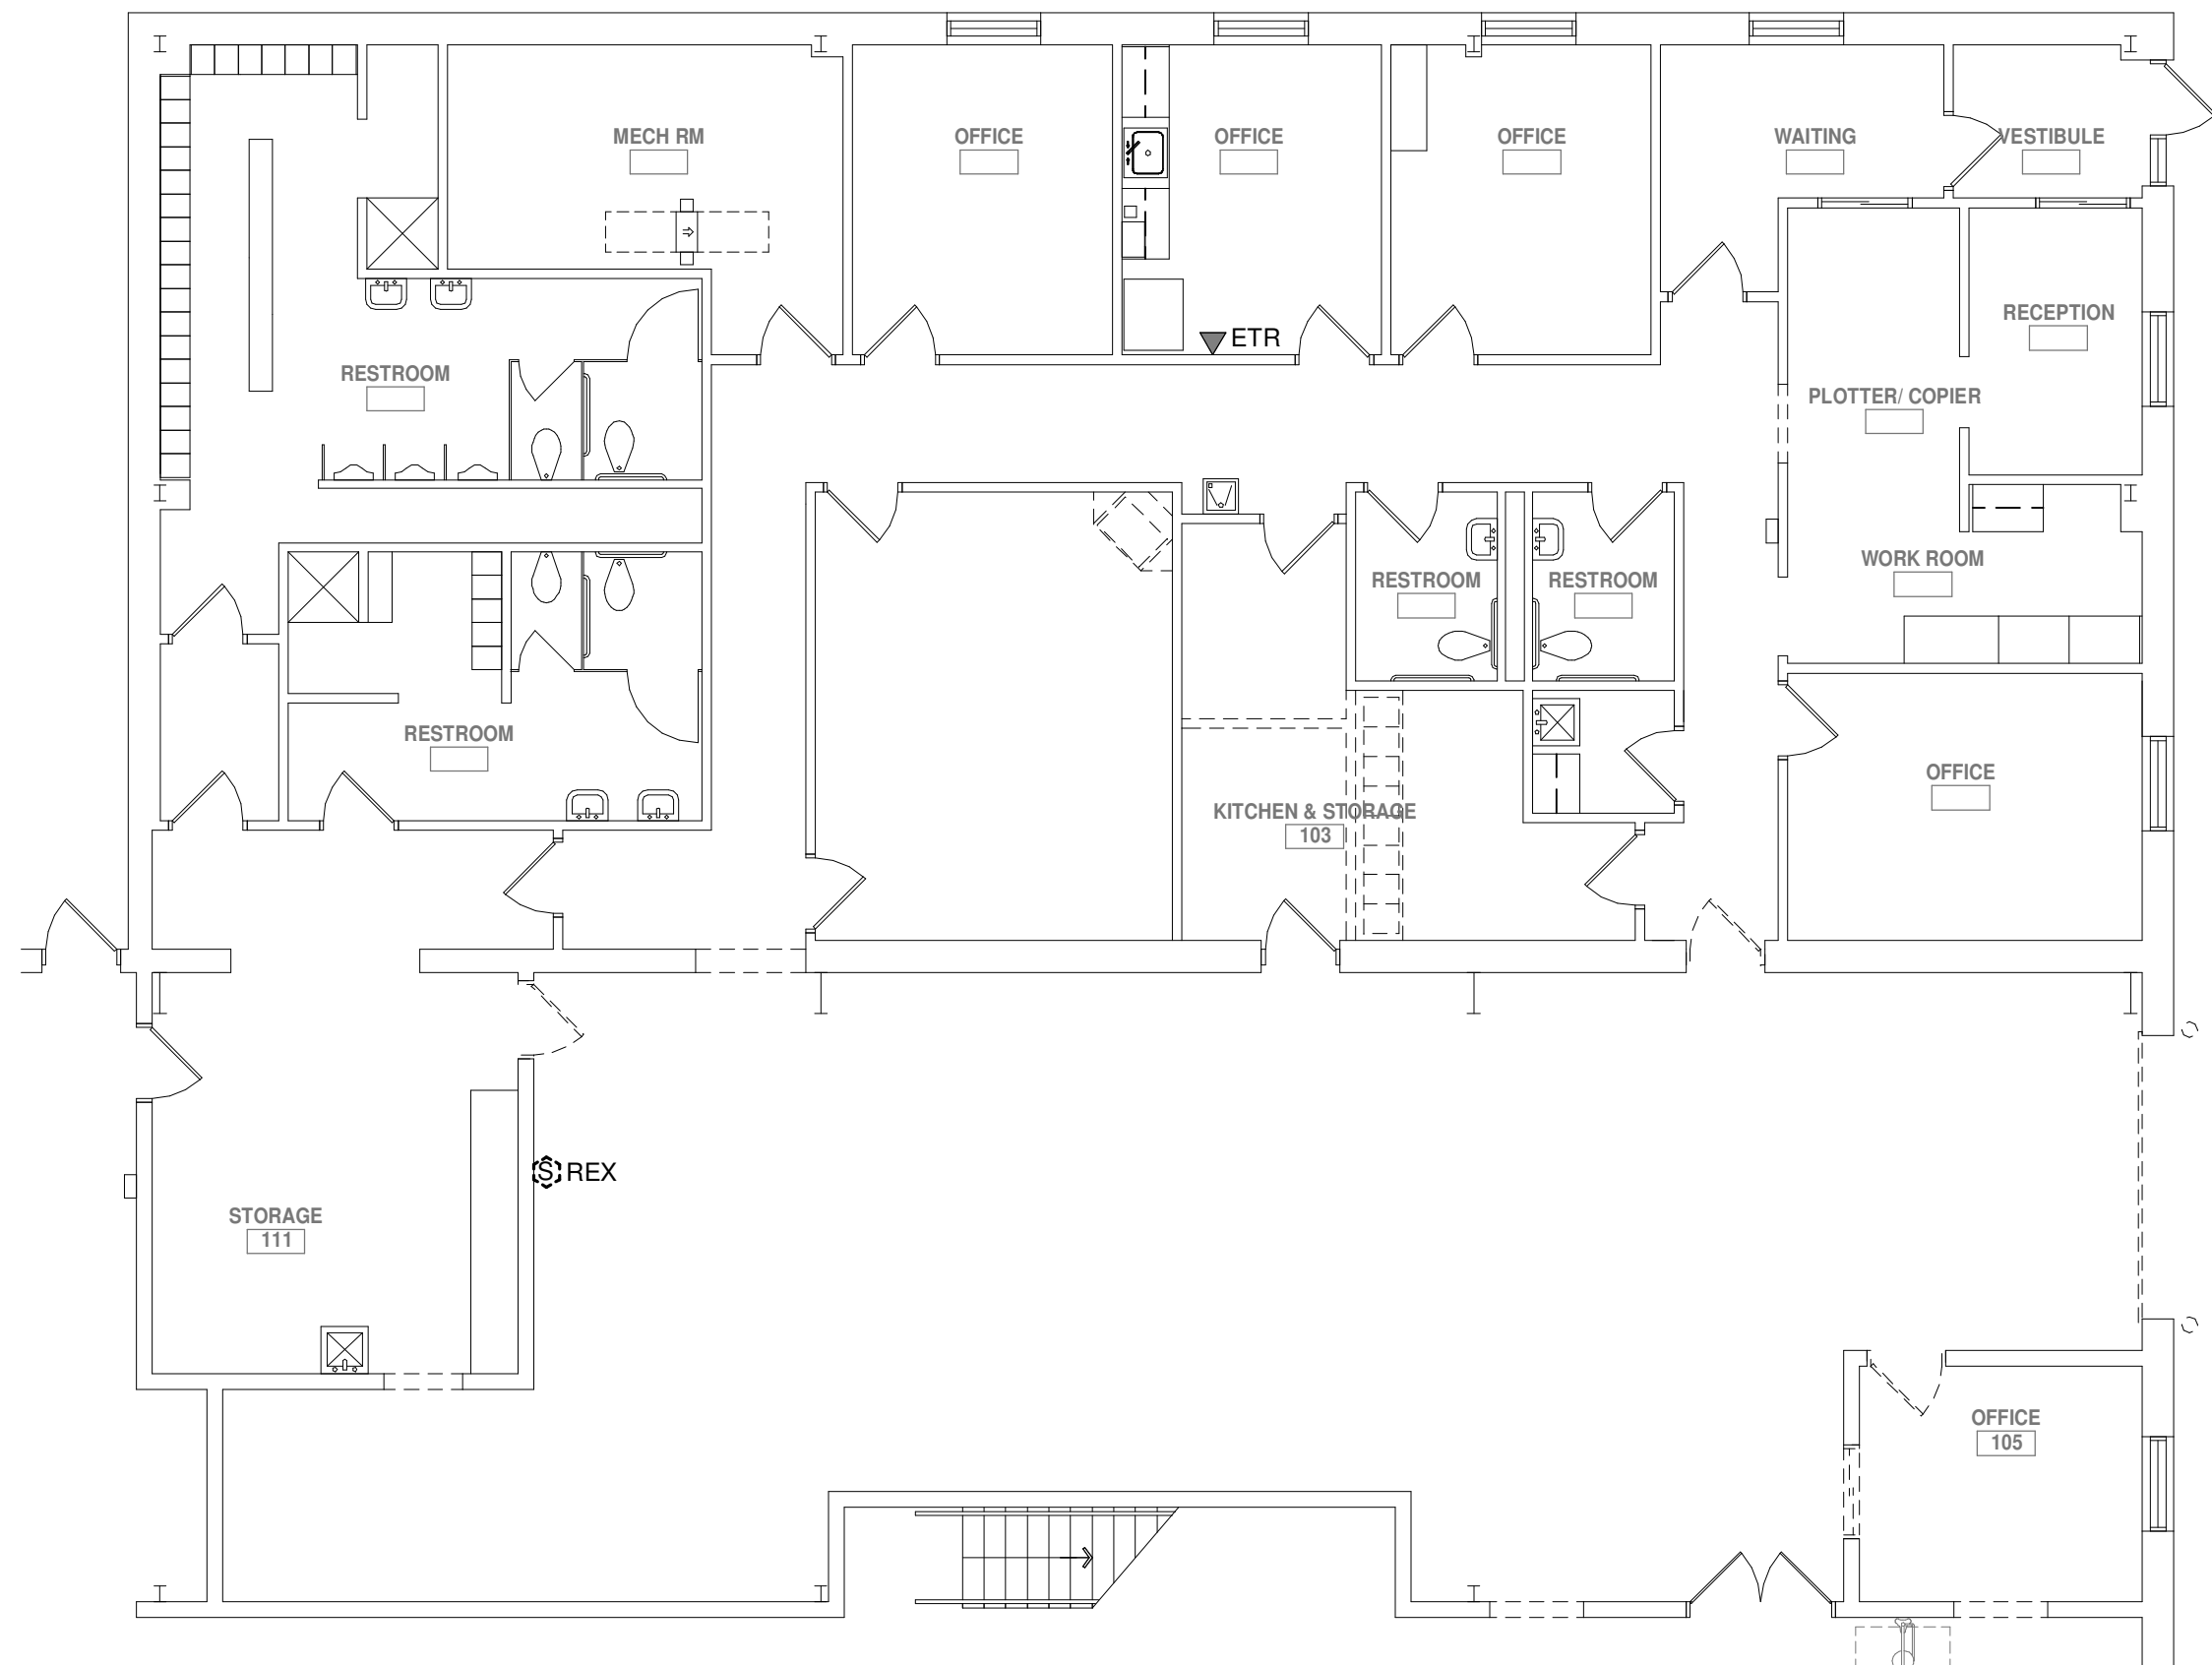 MECH RM
OFFICE
OFFICE
OFFICE
WAITING
VESTIBULE
RECEPTION
ETR
RESTROOM
PLOTTER/ COPIER
WORK ROOM
RESTROOM
RESTROOM
RESTROOM
OFFICE
KITCHEN & STORAGE
103
S REX
STORAGE
111
OFFICE
105